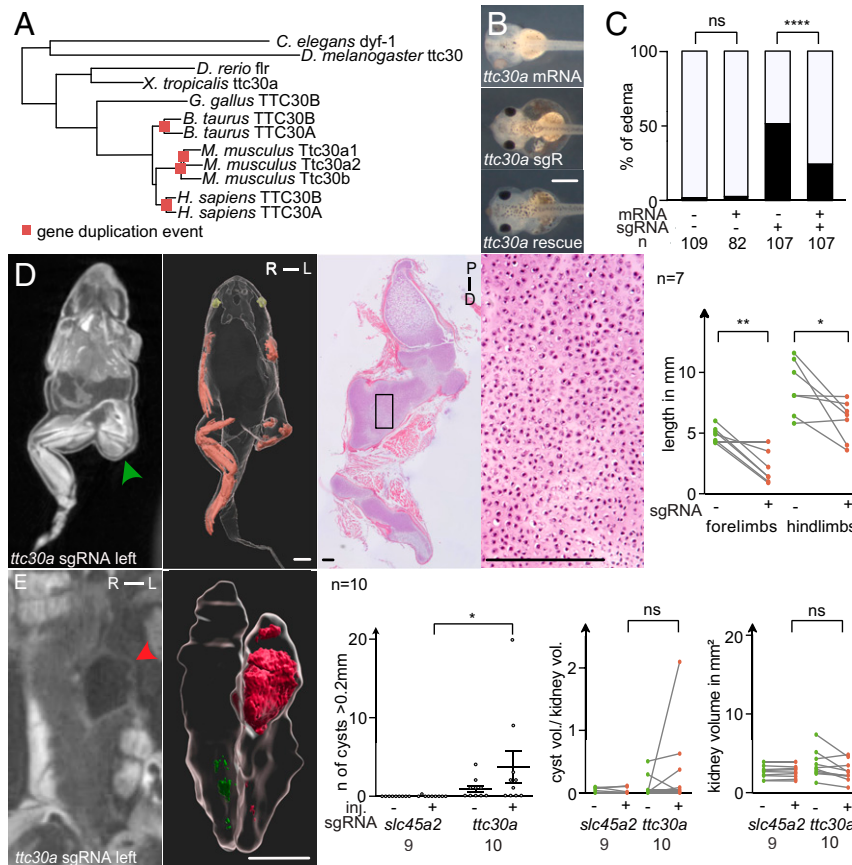 A
C. elegans dyf-1
D. melanogaster ttc30
D. rerio flr
X. tropicalis ttc30a
G. gallus TTC30B
B. taurus TTC30B
B. taurus TTC30A
M. musculus Ttc30a1
M. musculus Ttc30a2
M. musculus Ttc30b
H. sapiens TTC30B
H. sapiens TTC30A
gene duplication event
B
ttc30a mRNA
ttc30a sgR
ttc30a rescue
C
ns
****
100
50
0
% of edema
mRNA - + - +
sgRNA - - + +
n 109 82 107 107
D
ttc30a sgRNA left
R L
P
D
n=7
**
*
10
5
0
length in mm
sgRNA - + - +
forelimbs hindlimbs
E
R L
ttc30a sgRNA left
n=10
*
20
10
0
n of cysts >0.2mm
inj. - + - +
sgRNA slc45a2 ttc30a
9 10
ns
2
1
0
cyst vol./ kidney vol.
- + - +
slc45a2 ttc30a
9 10
ns
20
10
0
kidney volume in mm²
- + - +
slc45a2 ttc30a
9 10